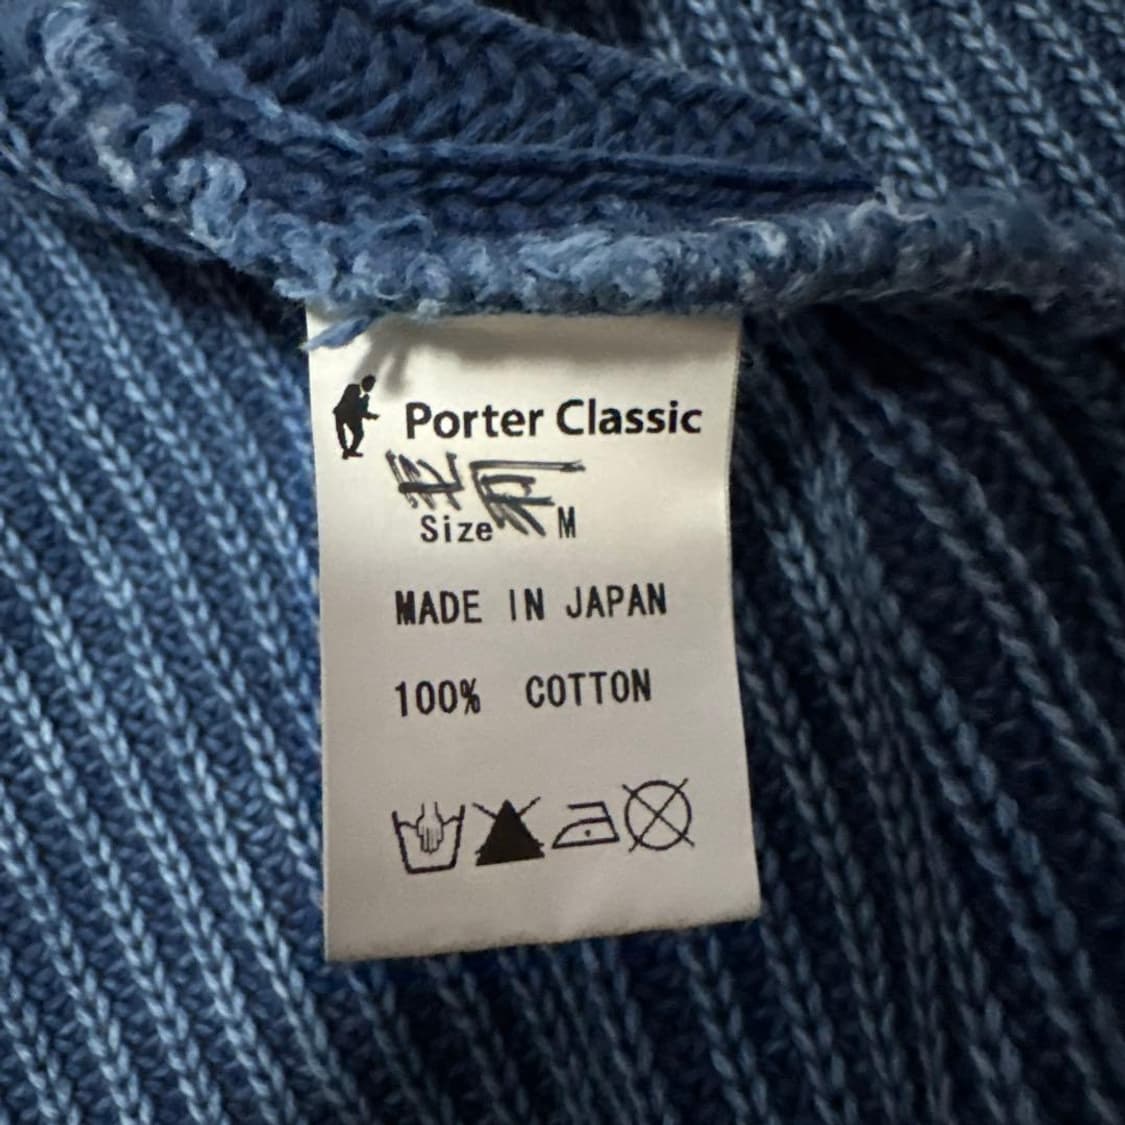 Porter Classic
Size M
MADE IN JAPAN
100% COTTON